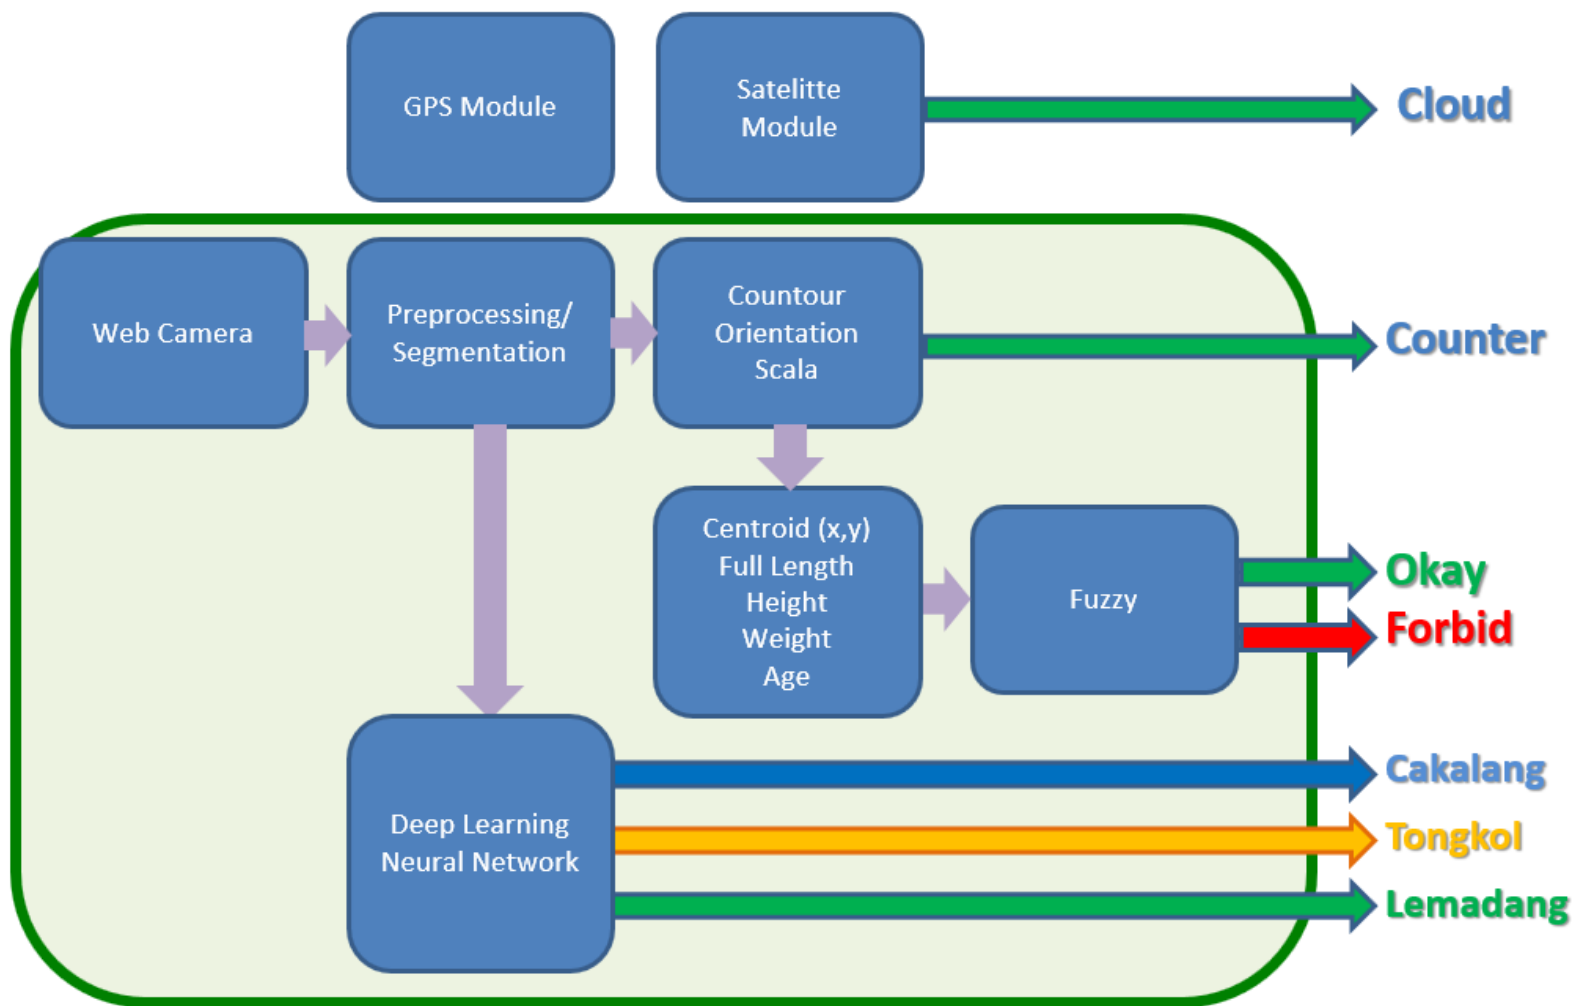 GPS Module
Satelitte
Module
Cloud
Web Camera
Preprocessing/
Segmentation
Countour
Orientation
Scala
Counter
Centroid (x,y)
Full Length
Height
Weight
Age
Fuzzy
Okay
Forbid
Deep Learning
Neural Network
Cakalang
Tongkol
Lemadang